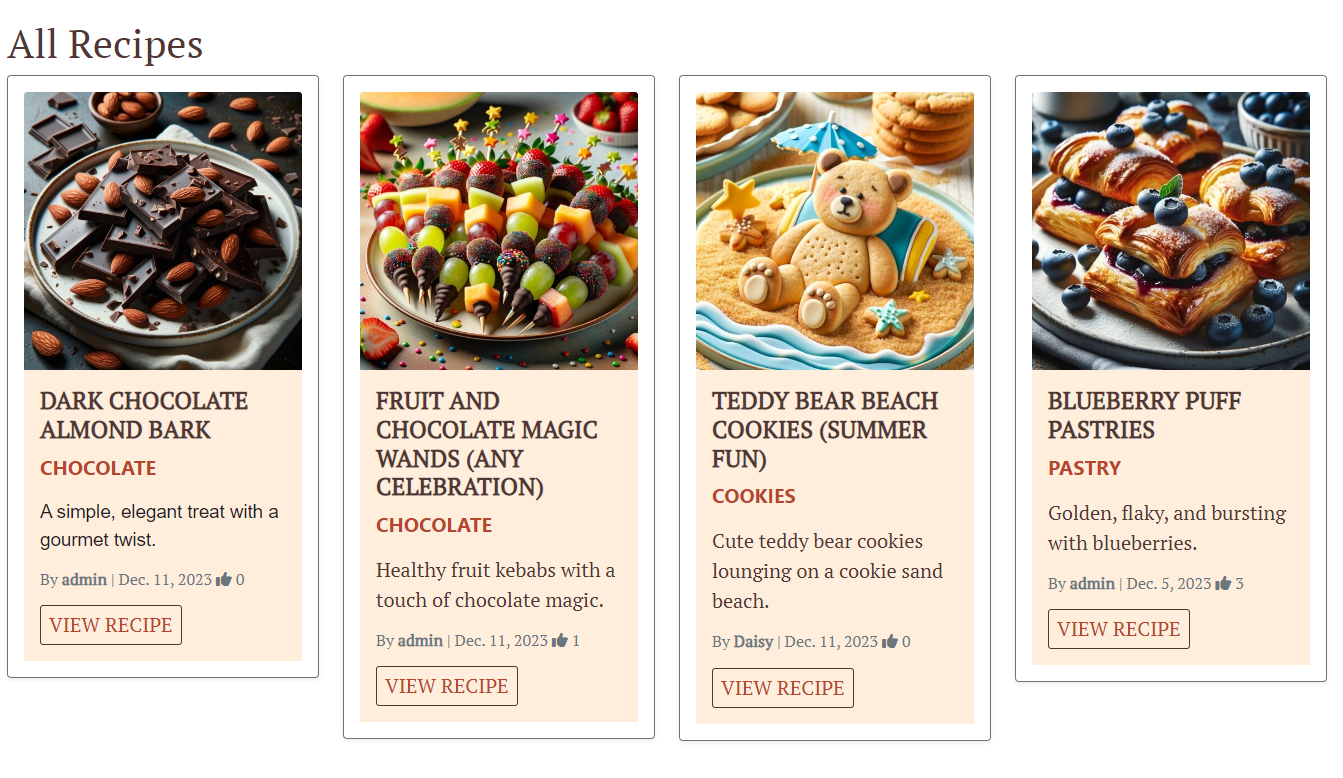 All Recipes
DARK CHOCOLATE
ALMOND BARK
CHOCOLATE
A simple, elegant treat with a
gourmet twist.
By admin | Dec. 11, 2023 0
VIEW RECIPE
FRUIT AND
CHOCOLATE MAGIC
WANDS (ANY
CELEBRATION)
CHOCOLATE
Healthy fruit kebabs with a
touch of chocolate magic.
By admin | Dec. 11, 2023 1
VIEW RECIPE
TEDDY BEAR BEACH
COOKIES (SUMMER
FUN)
COOKIES
Cute teddy bear cookies
lounging on a cookie sand
beach.
By Daisy | Dec. 11, 2023 0
VIEW RECIPE
BLUEBERRY PUFF
PASTRIES
PASTRY
Golden, flaky, and bursting
with blueberries.
By admin | Dec. 5, 2023 3
VIEW RECIPE